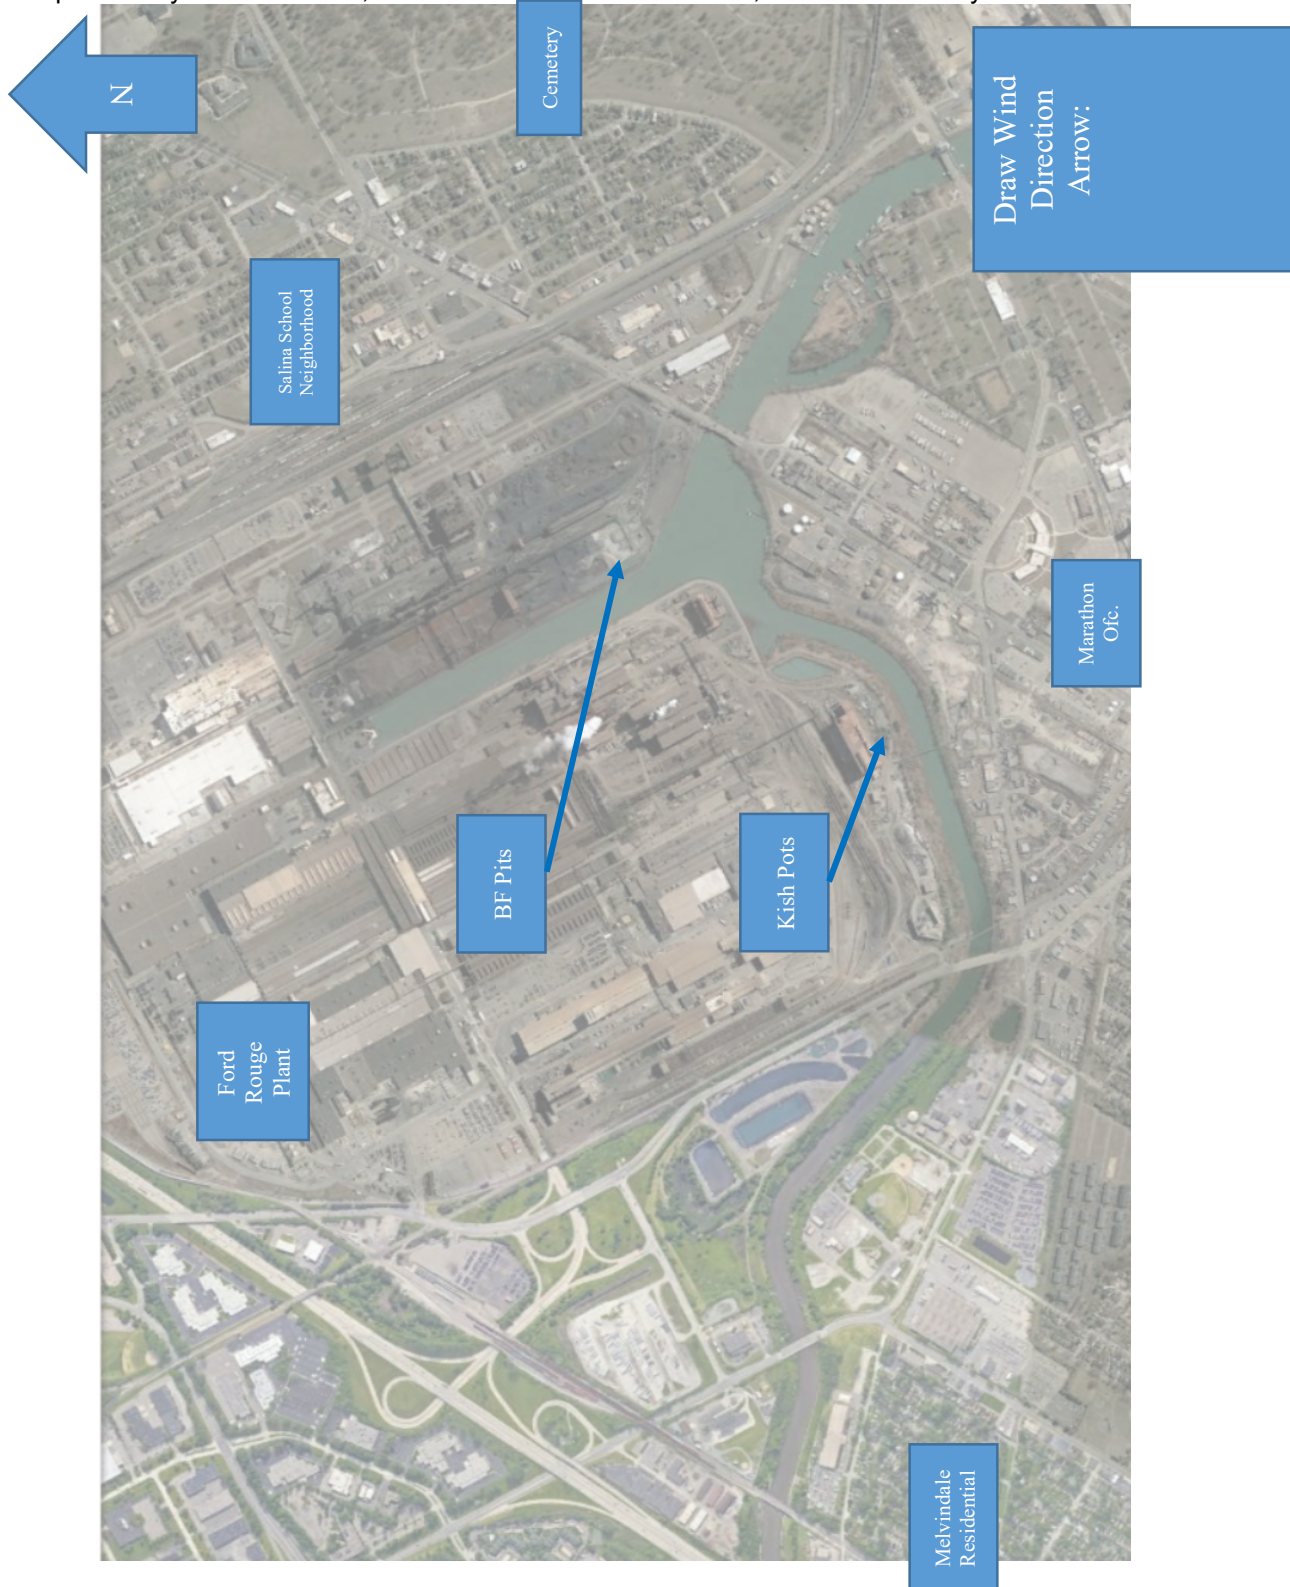 N
Ford
Rouge
Plant
Salina School
Neighborhood
BF Pits
Cemetery
Kish Pots
Melvindale
Residential
Draw Wind
Direction
Arrow:
Marathon
Ofc.